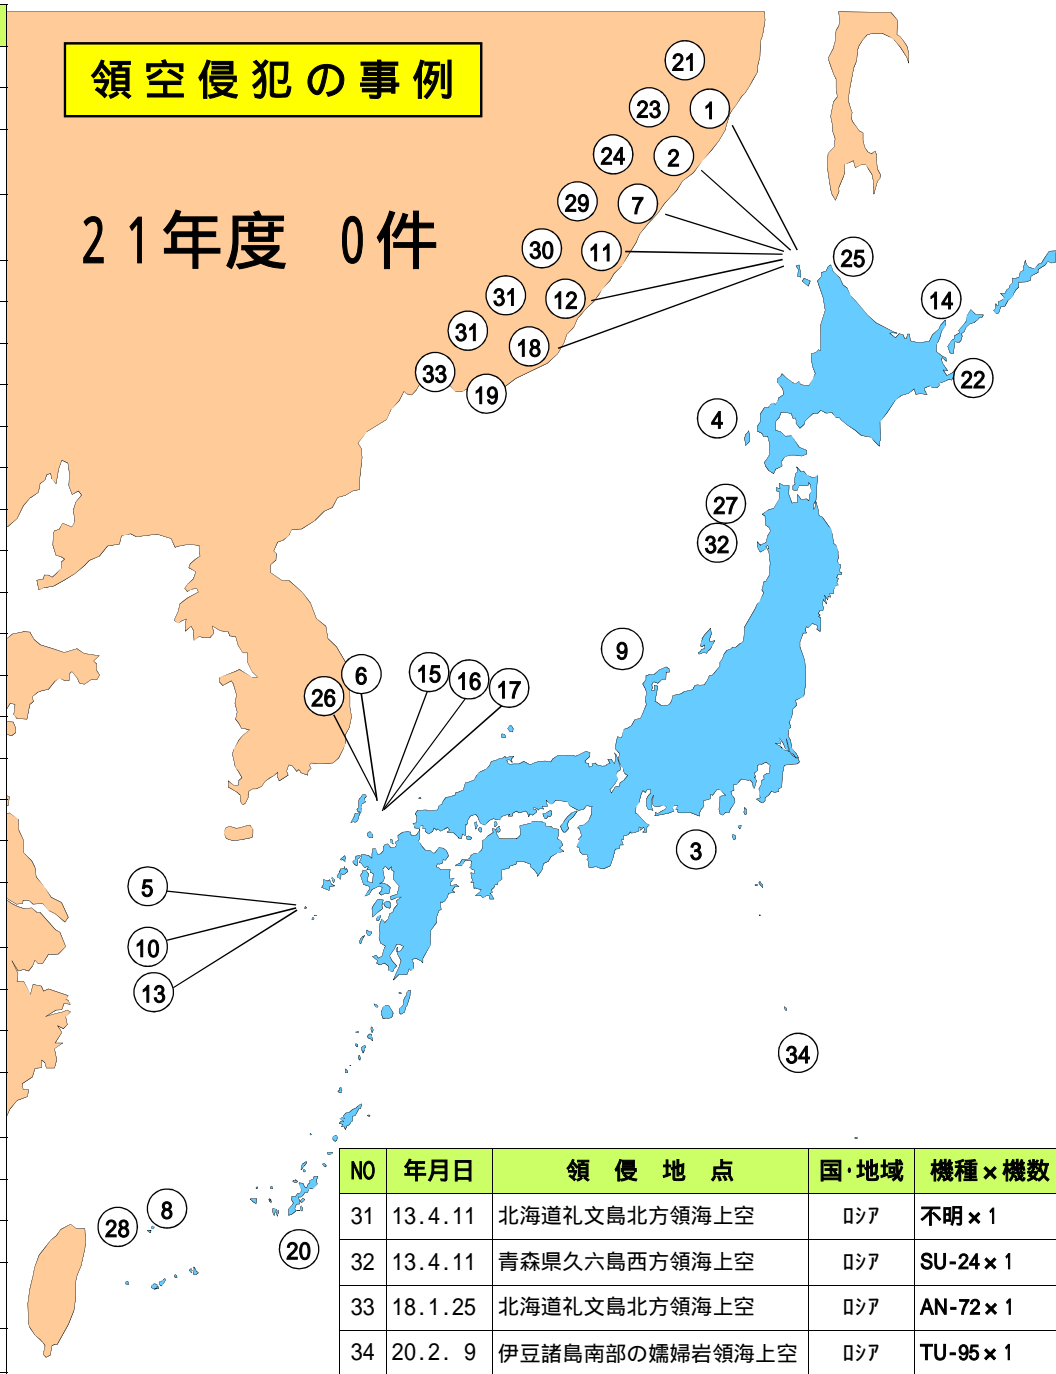 領空侵犯の事例
21年度 0件
21
23 1
24 2
29 7
30 11
25
31 12
14
31 18
33 19
22
4
27
32
9
26 6 15 16 17
3
5
10
13
34
8
28
20
NO 年月日 領侵地点 国・地域 機種×機数
31 13.4.11 北海道礼文島北方領海上空 ロシア 不明×1
32 13.4.11 青森県久六島西方領海上空 ロシア SU-24×1
33 18.1.25 北海道礼文島北方領海上空 ロシア AN-72×1
34 20.2. 9 伊豆諸島南部の嬬婦岩領海上空 ロシア TU-95×1